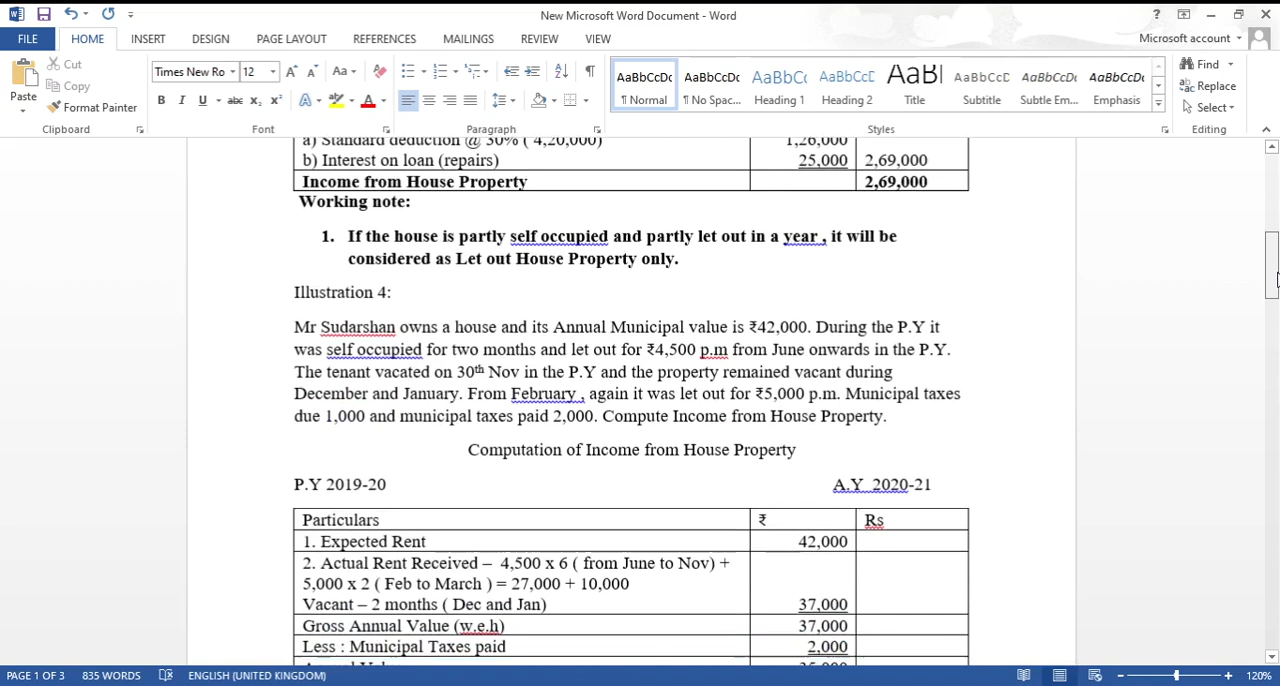 New Microsoft Word Document - Word
FILE HOME INSERT DESIGN PAGE LAYOUT REFERENCES MAILINGS REVIEW VIEW Microsoft account
Cut
Copy
Format Painter
Paste
Clipboard
Times New Ro 12
Font
Paragraph
AaBbCcDc AaBbCcDc AaBbCc AaBbCcD AaBl AaBbCcD AaBbCcDc AaBbCcDc
¶ Normal ¶ No Spac... Heading 1 Heading 2 Title Subtitle Subtle Em... Emphasis
Styles
Find
Replace
Select
Editing
a) Standard deduction @ 30% ( 4,20,000) 1,26,000
b) Interest on loan (repairs) 25,000 2,69,000
Income from House Property 2,69,000
Working note:
1. If the house is partly self occupied and partly let out in a year , it will be
considered as Let out House Property only.
Illustration 4:
Mr Sudarshan owns a house and its Annual Municipal value is ₹42,000. During the P.Y it
was self occupied for two months and let out for ₹4,500 p.m from June onwards in the P.Y.
The tenant vacated on 30th Nov in the P.Y and the property remained vacant during
December and January. From February , again it was let out for ₹5,000 p.m. Municipal taxes
due 1,000 and municipal taxes paid 2,000. Compute Income from House Property.
Computation of Income from House Property
P.Y 2019-20 A.Y 2020-21
Particulars ₹ Rs
1. Expected Rent 42,000
2. Actual Rent Received – 4,500 x 6 ( from June to Nov) +
5,000 x 2 ( Feb to March ) = 27,000 + 10,000
Vacant – 2 months ( Dec and Jan) 37,000
Gross Annual Value (w.e.h) 37,000
Less : Municipal Taxes paid 2,000
PAGE 1 OF 3 835 WORDS ENGLISH (UNITED KINGDOM) 120%